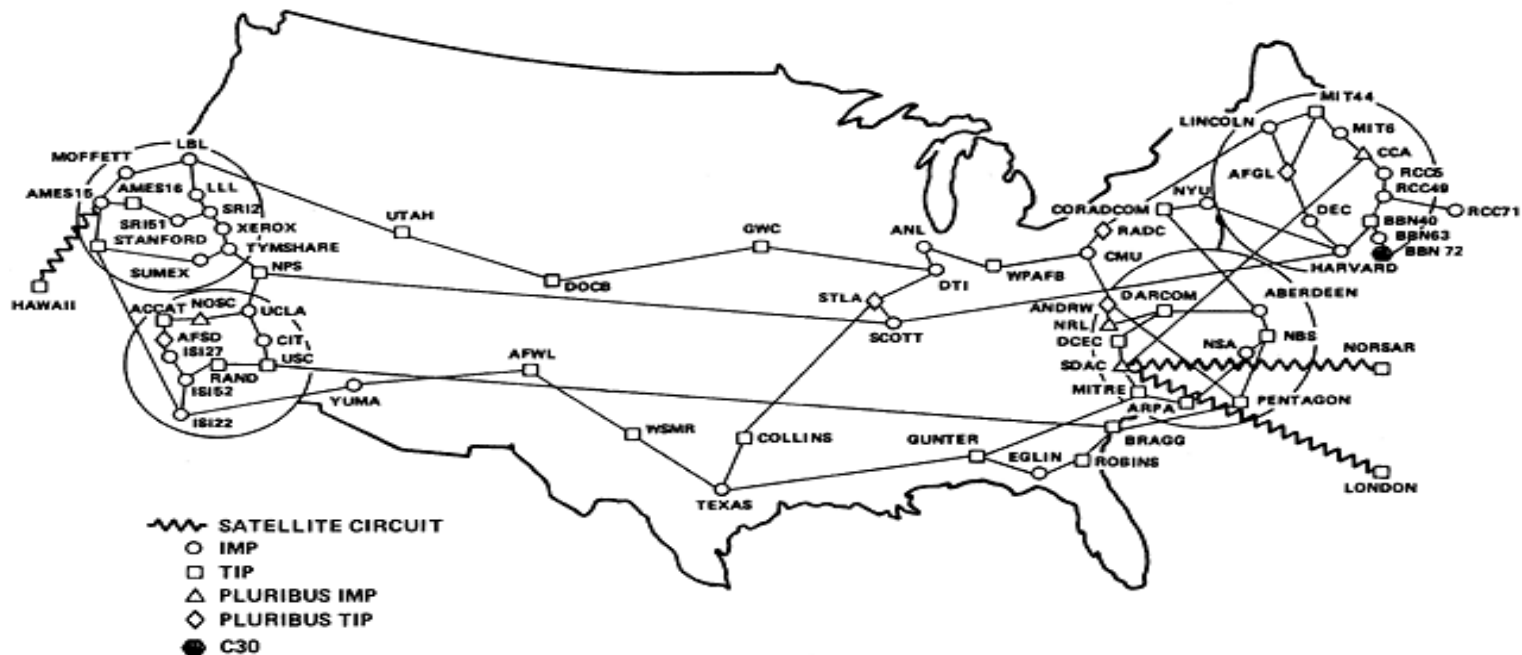 MIT44
LINCOLN
MIT6
LBL
MOFFETT
CCA
AMES16
AMES15
LLL
AFGL
RCC5
NYU
RCC49
SRI2
SRI51
XEROX
UTAH
CORADCOM
DEC
RCC71
BBN40
STANFORD
GWC
ANL
RADC
BBN63
TYMSHARE
CMU
BBN 72
SUMEX
HARVARD
NPS
DOCB
DTI
WPAFB
HAWAII
STLA
DARCOM
ABERDEEN
NOSC
ACCAT
UCLA
ANDRW
NRL
SCOTT
AFSD
CIT
DCEC
NSA
NBS
ISI27
AFWL
NORSAR
USC
SDAC
RAND
ISI52
YUMA
MITRE
ARPA
PENTAGON
ISI22
WSMR
COLLINS
GUNTER
BRAGG
EGLIN
ROBINS
TEXAS
LONDON
SATELLITE CIRCUIT
IMP
TIP
PLURIBUS IMP
PLURIBUS TIP
C30